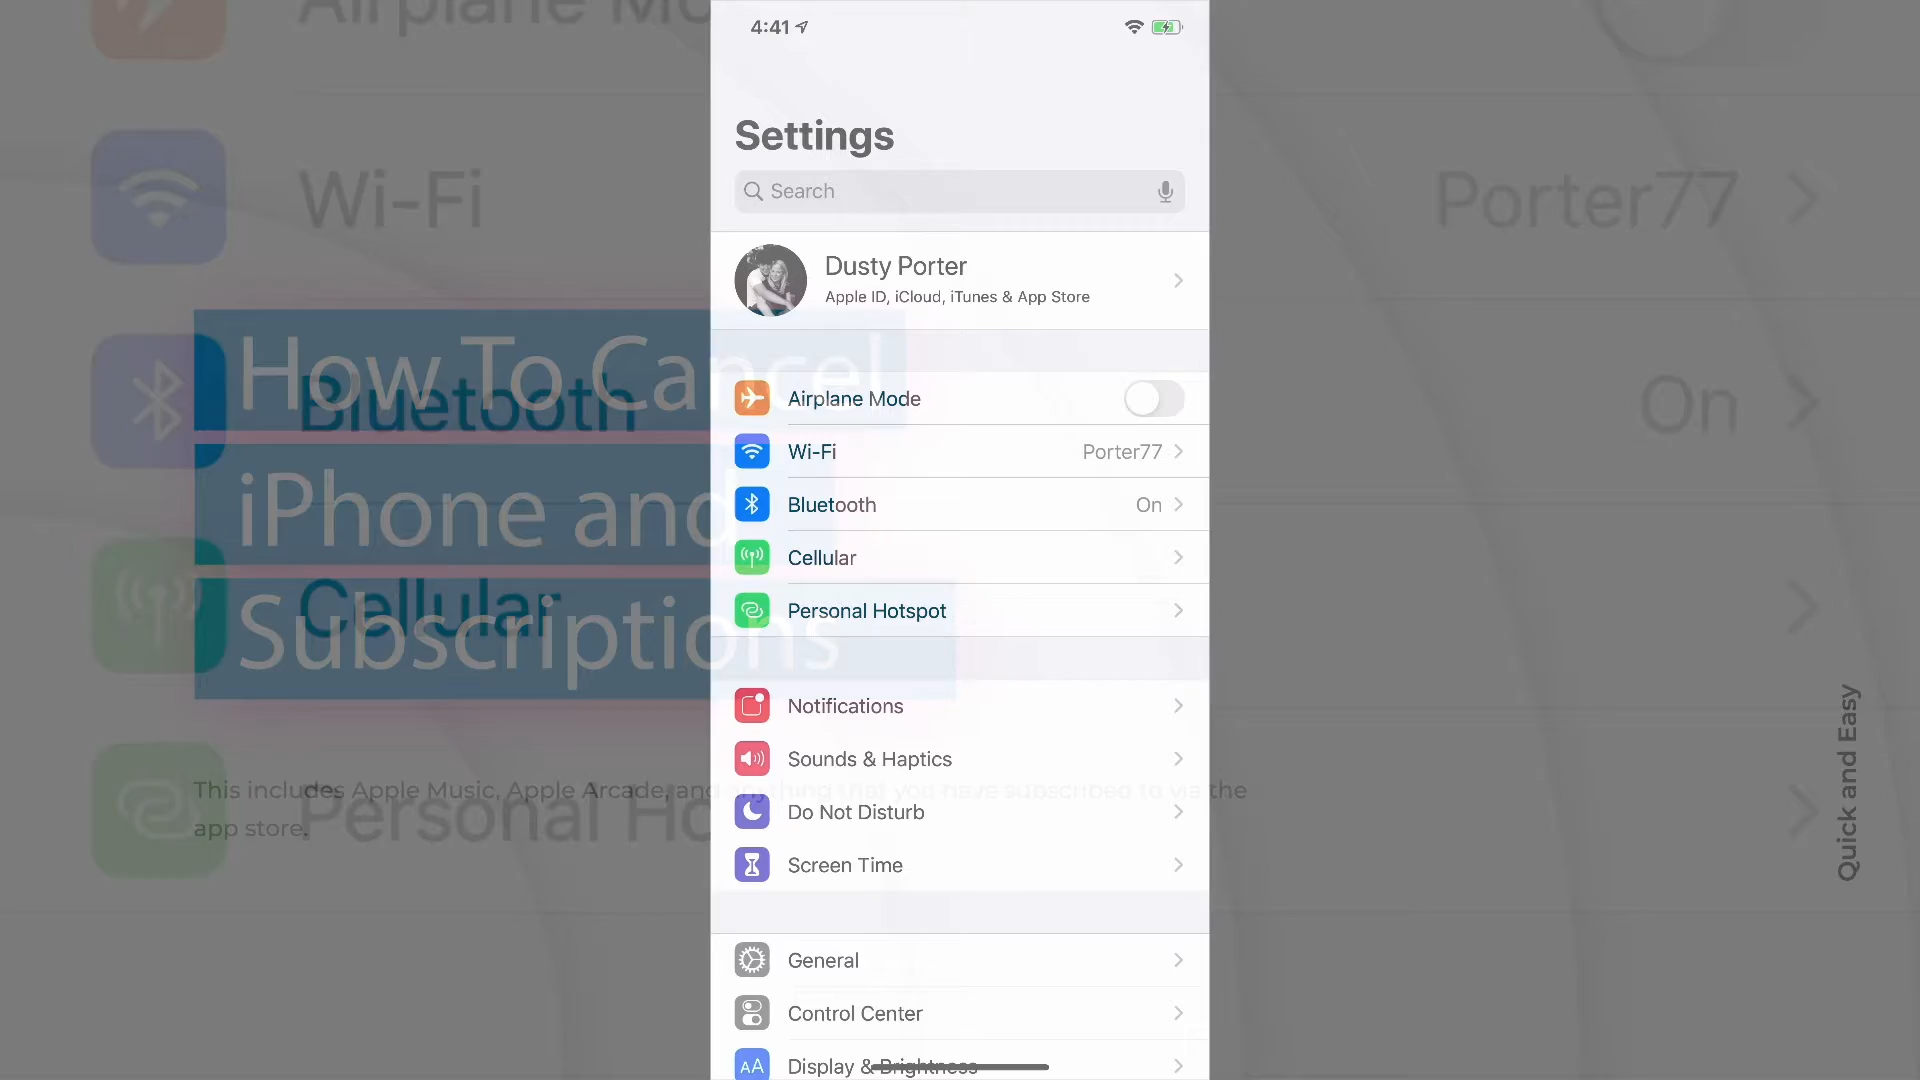 4:41
Settings
Search
Dusty Porter
Apple ID, iCloud, iTunes & App Store
Airplane Mode
Wi-Fi
Porter77
Bluetooth
On
Cellular
Personal Hotspot
Notifications
Sounds & Haptics
Do Not Disturb
Screen Time
General
Control Center
Display & Brightness
How To Cancel
iPhone and
Subscriptions
This includes Apple Music, Apple Arcade, and anything that you have subscribed to via the
app store.
Quick and Easy
Airplane Mo
Wi-Fi
Porter77
Bluetooth
On
Cellular
Personal Ho